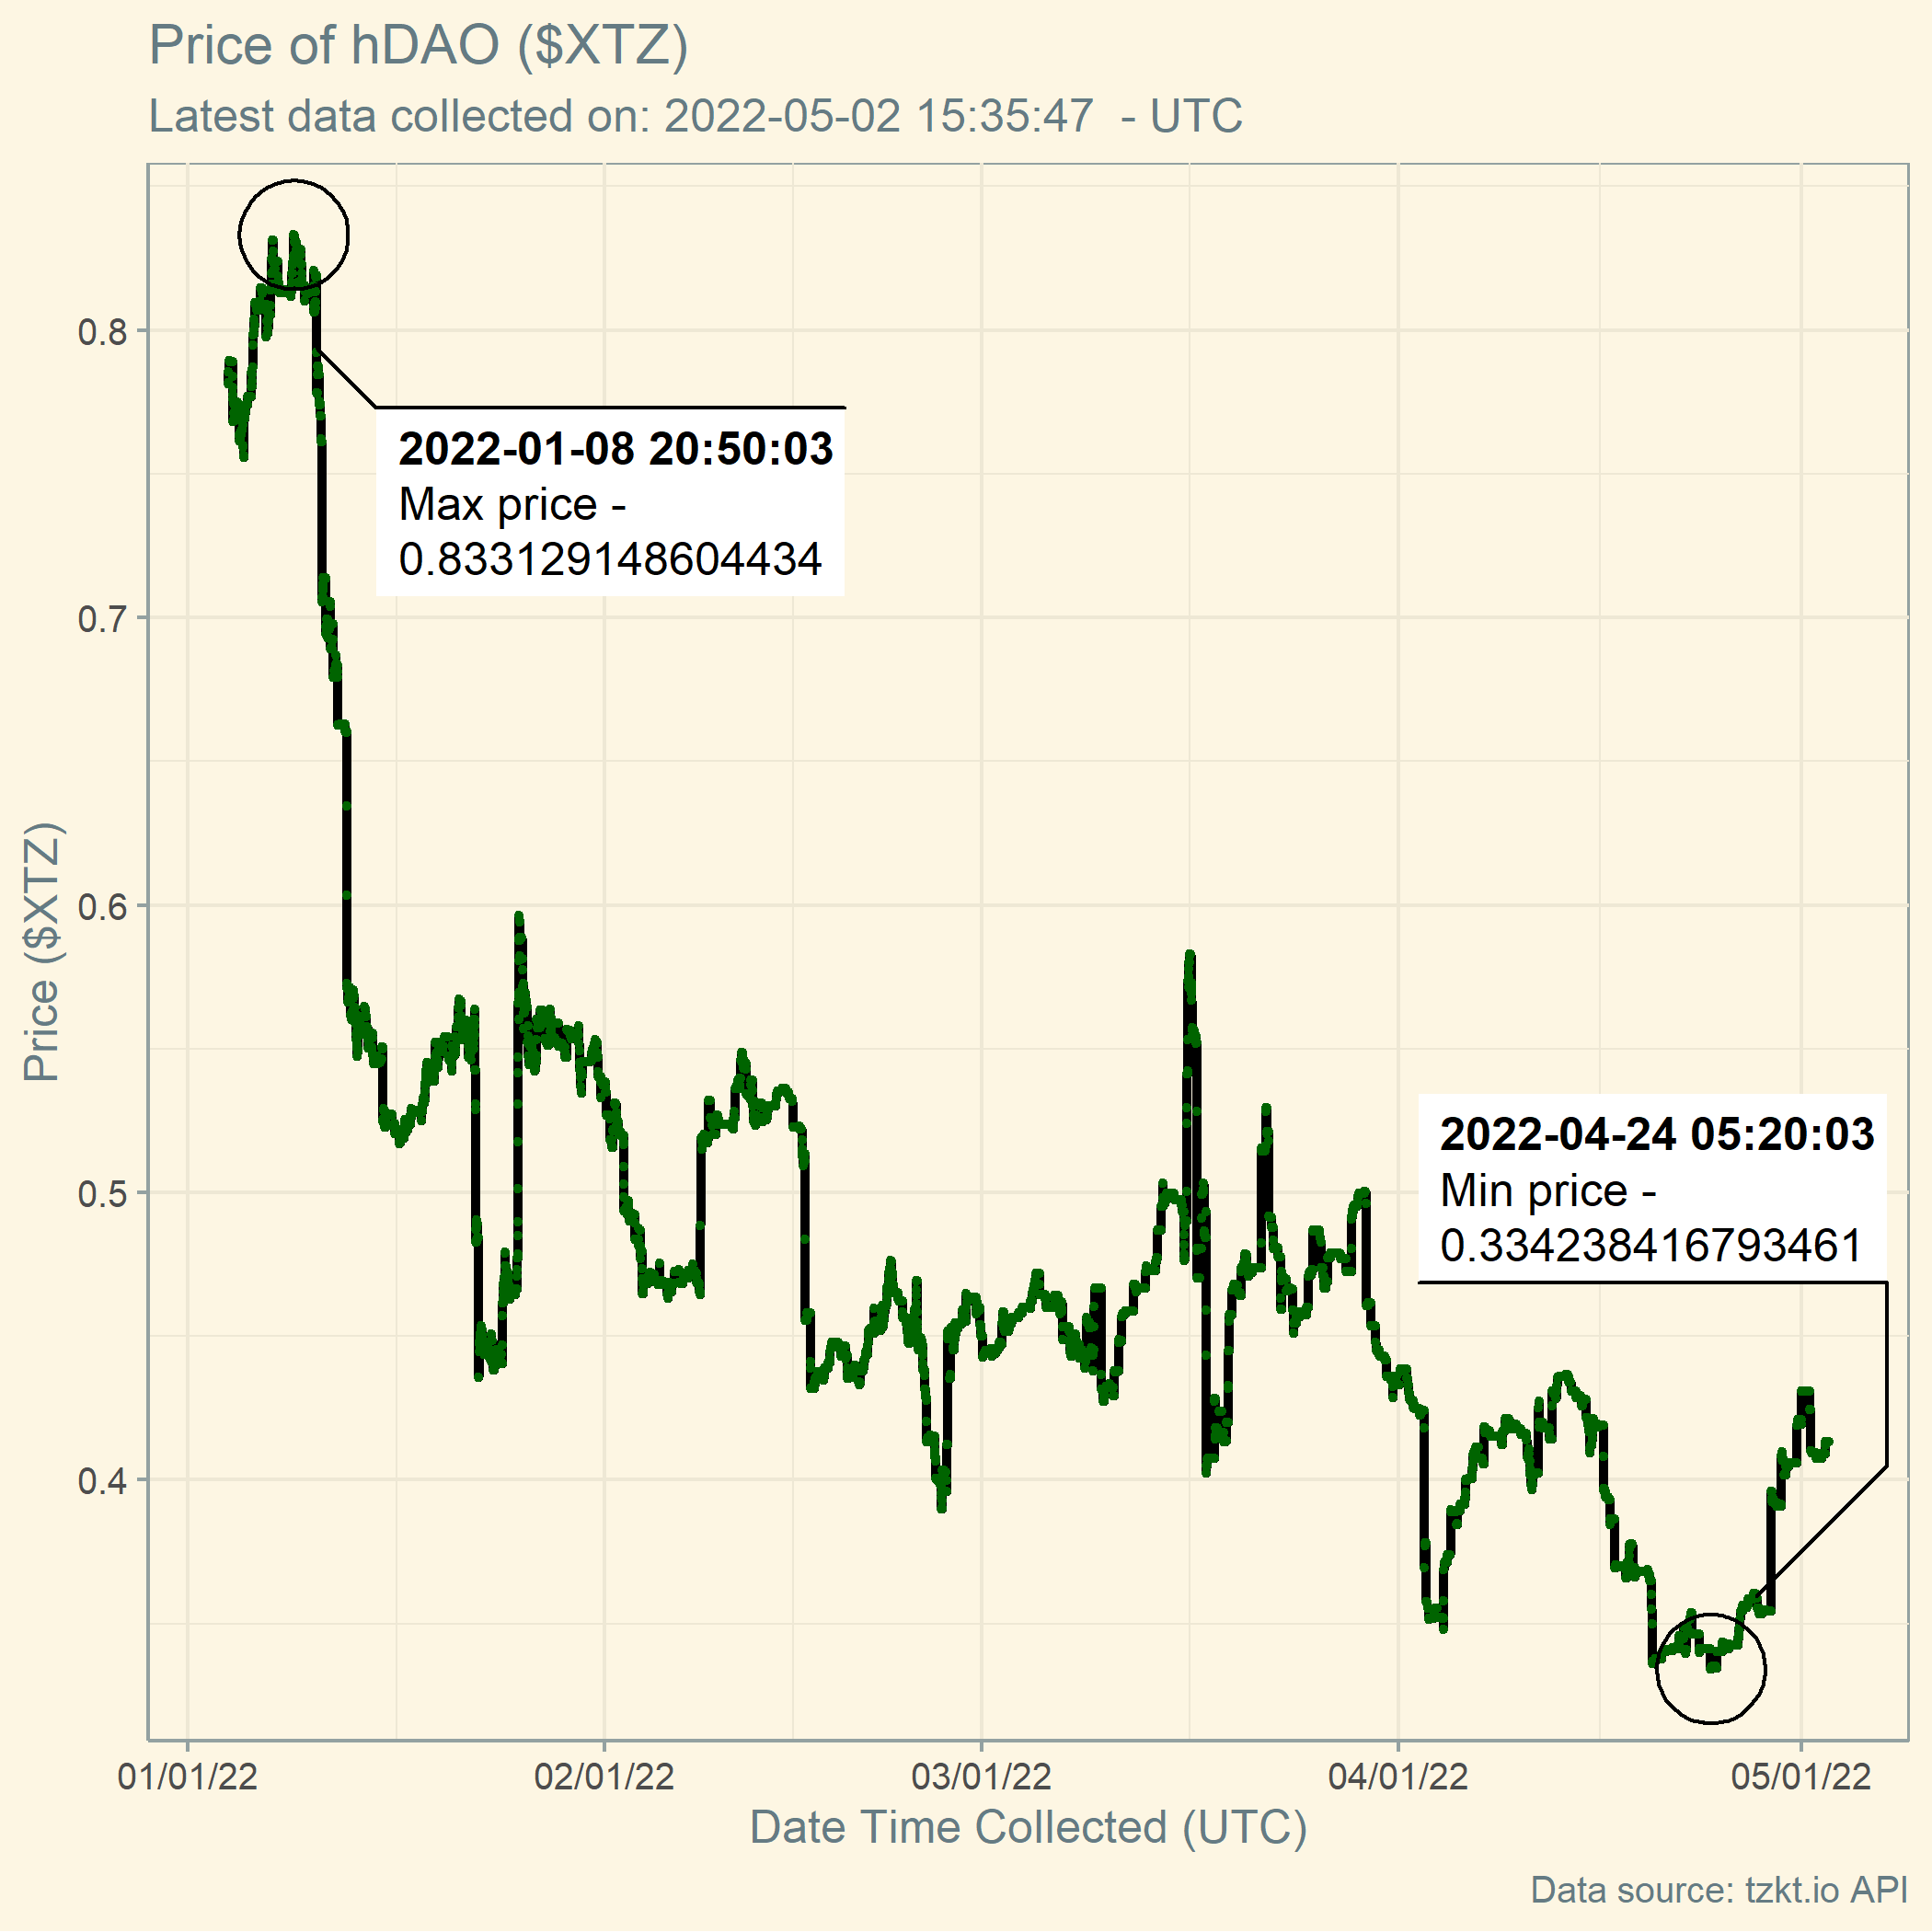 Price of hDAO ($XTZ)
Latest data collected on: 2022-05-02 15:35:47  - UTC
Price ($XTZ)
0.8
0.7
0.6
0.5
0.4
2022-01-08 20:50:03
Max price -
0.833129148604434
2022-04-24 05:20:03
Min price -
0.334238416793461
01/01/22
02/01/22
03/01/22
04/01/22
05/01/22
Date Time Collected (UTC)
Data source: tzkt.io API